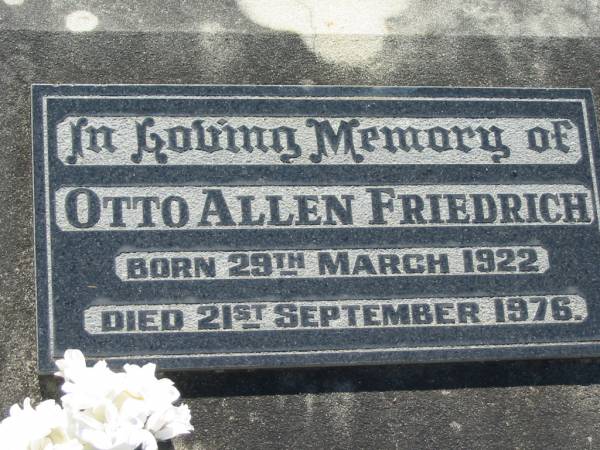 In Loving Memory of
OTTO ALLEN FRIEDRICH
BORN 29TH MARCH 1922
DIED 21ST SEPTEMBER 1976.